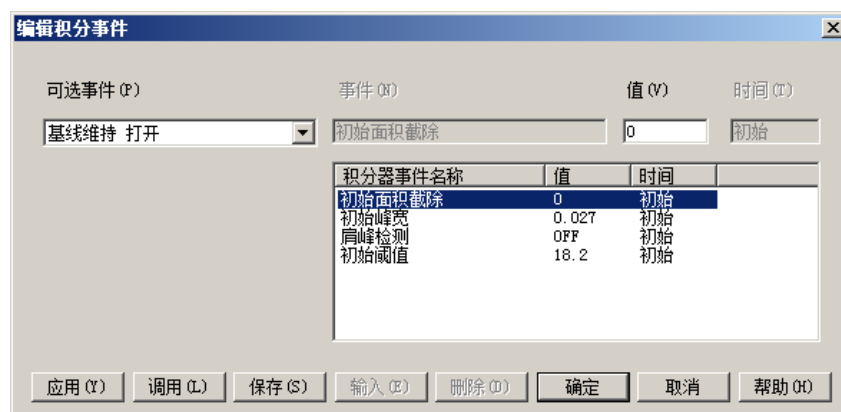 编辑积分事件
可选事件(P) 事件(N) 值(V) 时间(T)
基线维持 打开 初始面积截除 0 初始
积分器事件名称 值 时间
初始面积截除 0 初始
初始峰宽 0.027 初始
肩峰检测 OFF 初始
初始阈值 18.2 初始
应用(Y) 调用(L) 保存(S) 输入(E) 删除(D) 确定 取消 帮助(H)